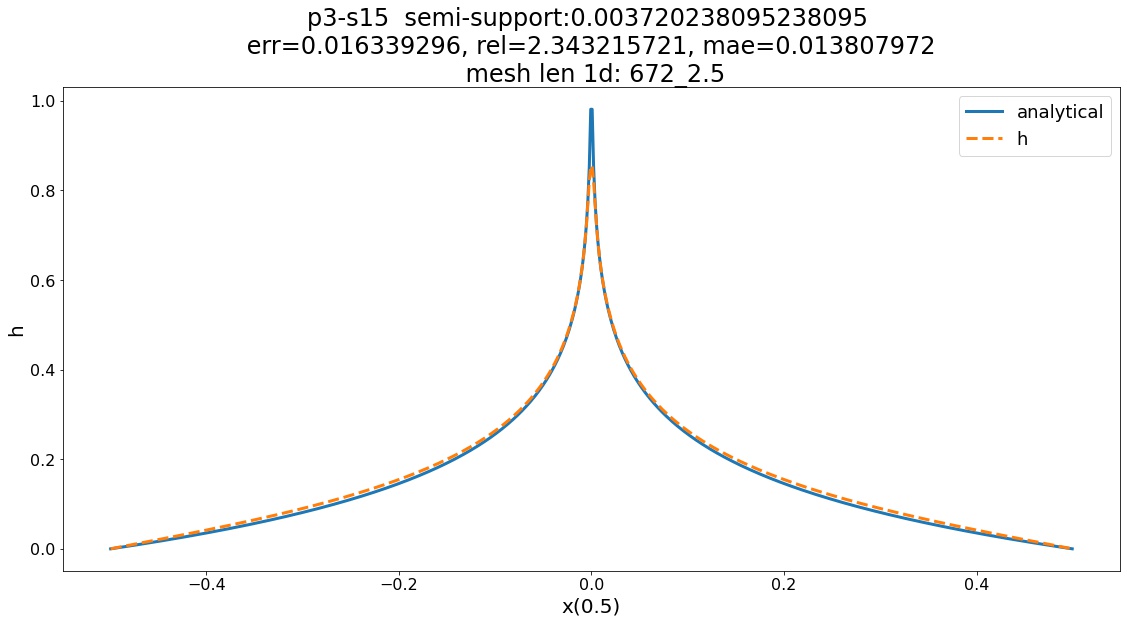 p3-s15  semi-support:0.003720238095238095
err=0.016339296, rel=2.343215721, mae=0.013807972
mesh len 1d: 672_2.5
analytical
h
1.0
0.8
0.6
0.4
0.2
0.0
h
−0.4
−0.2
0.0
0.2
0.4
x(0.5)